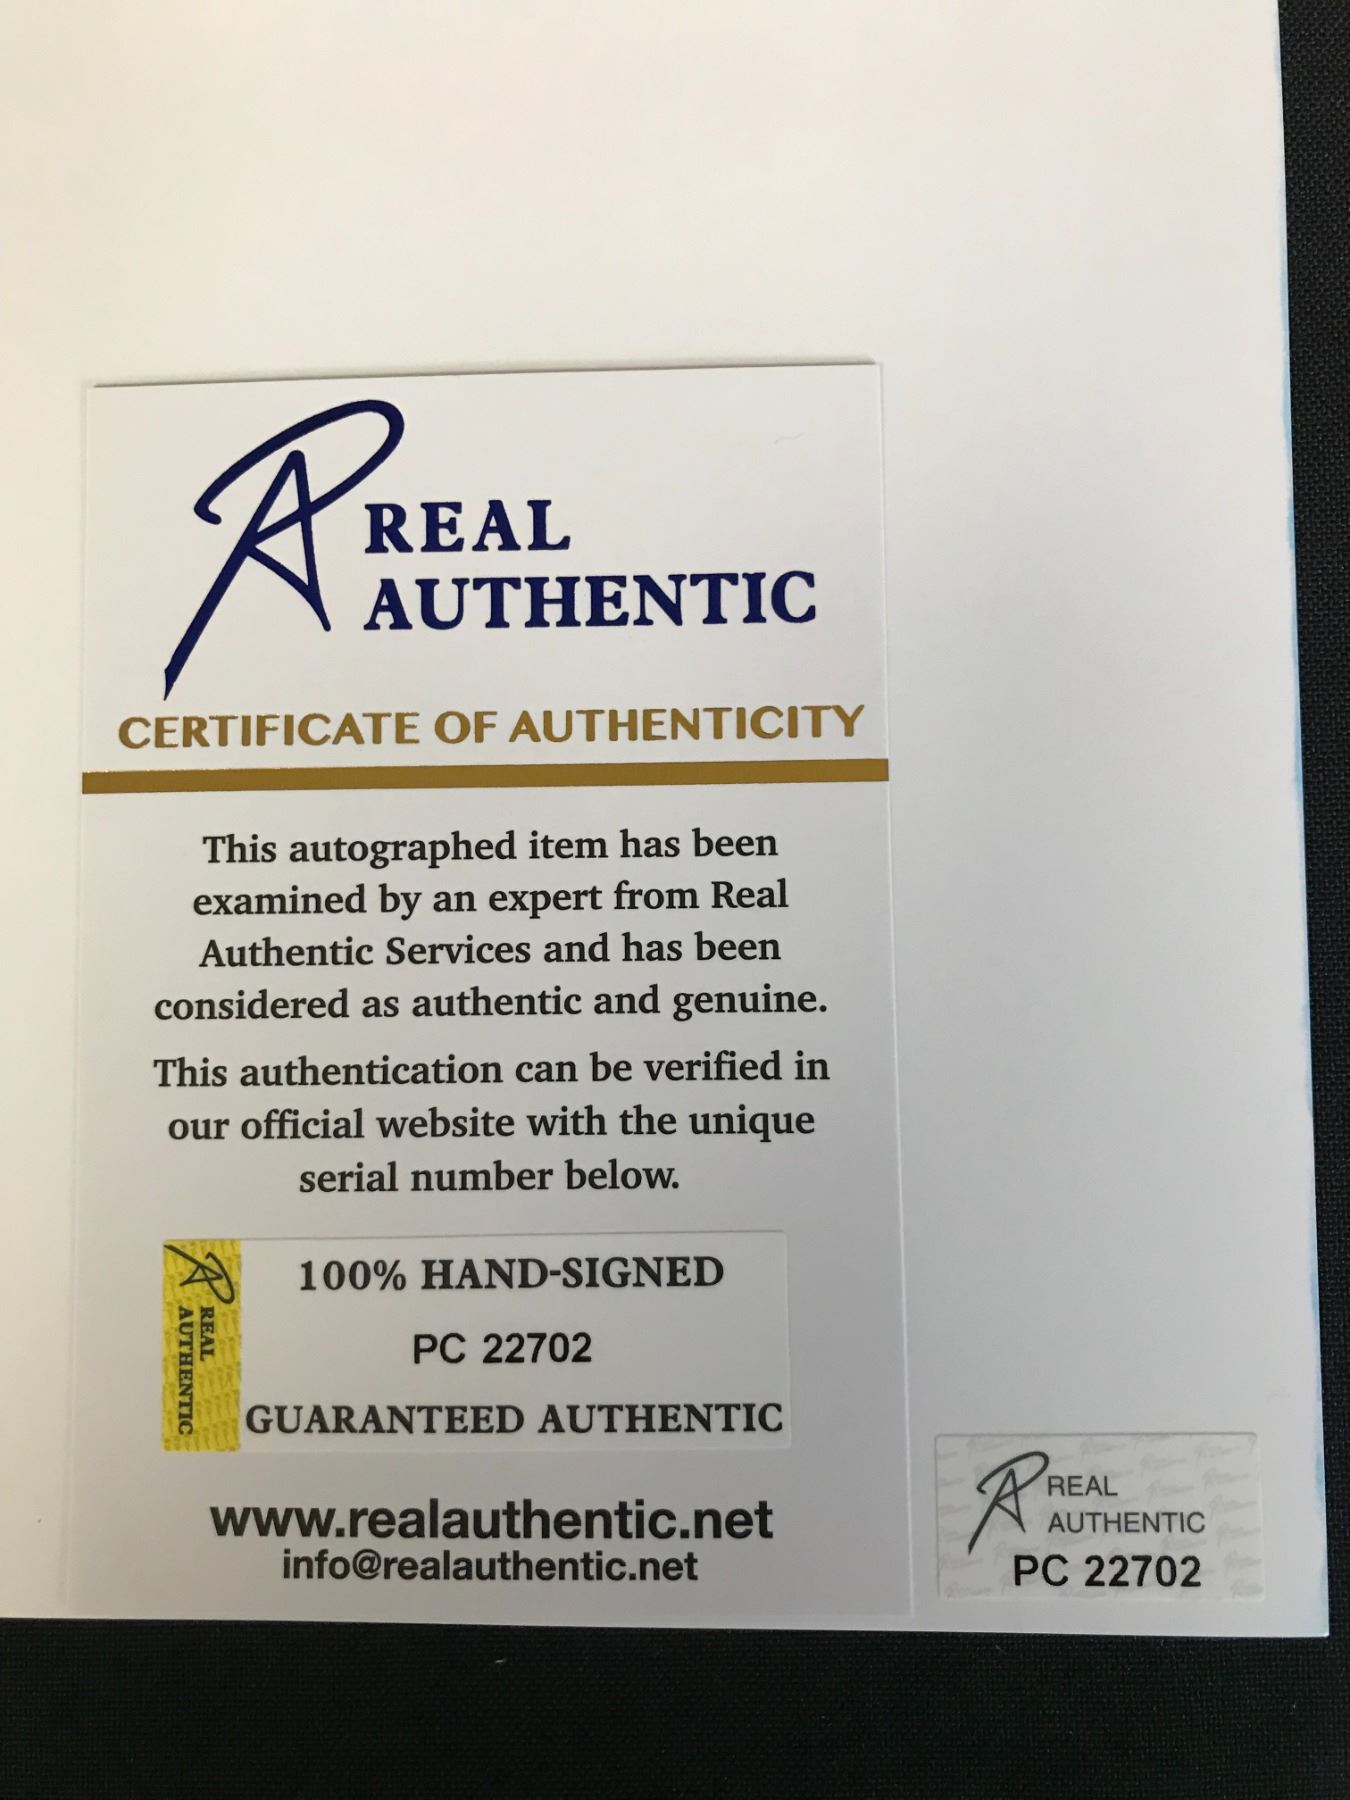 REAL
AUTHENTIC
CERTIFICATE OF AUTHENTICITY
This autographed item has been
examined by an expert from Real
Authentic Services and has been
considered as authentic and genuine.
This authentication can be verified in
our official website with the unique
serial number below.
REAL
AUTHENTIC
100% HAND-SIGNED
PC 22702
GUARANTEED AUTHENTIC
www.realauthentic.net
info@realauthentic.net
REAL
AUTHENTIC
PC 22702